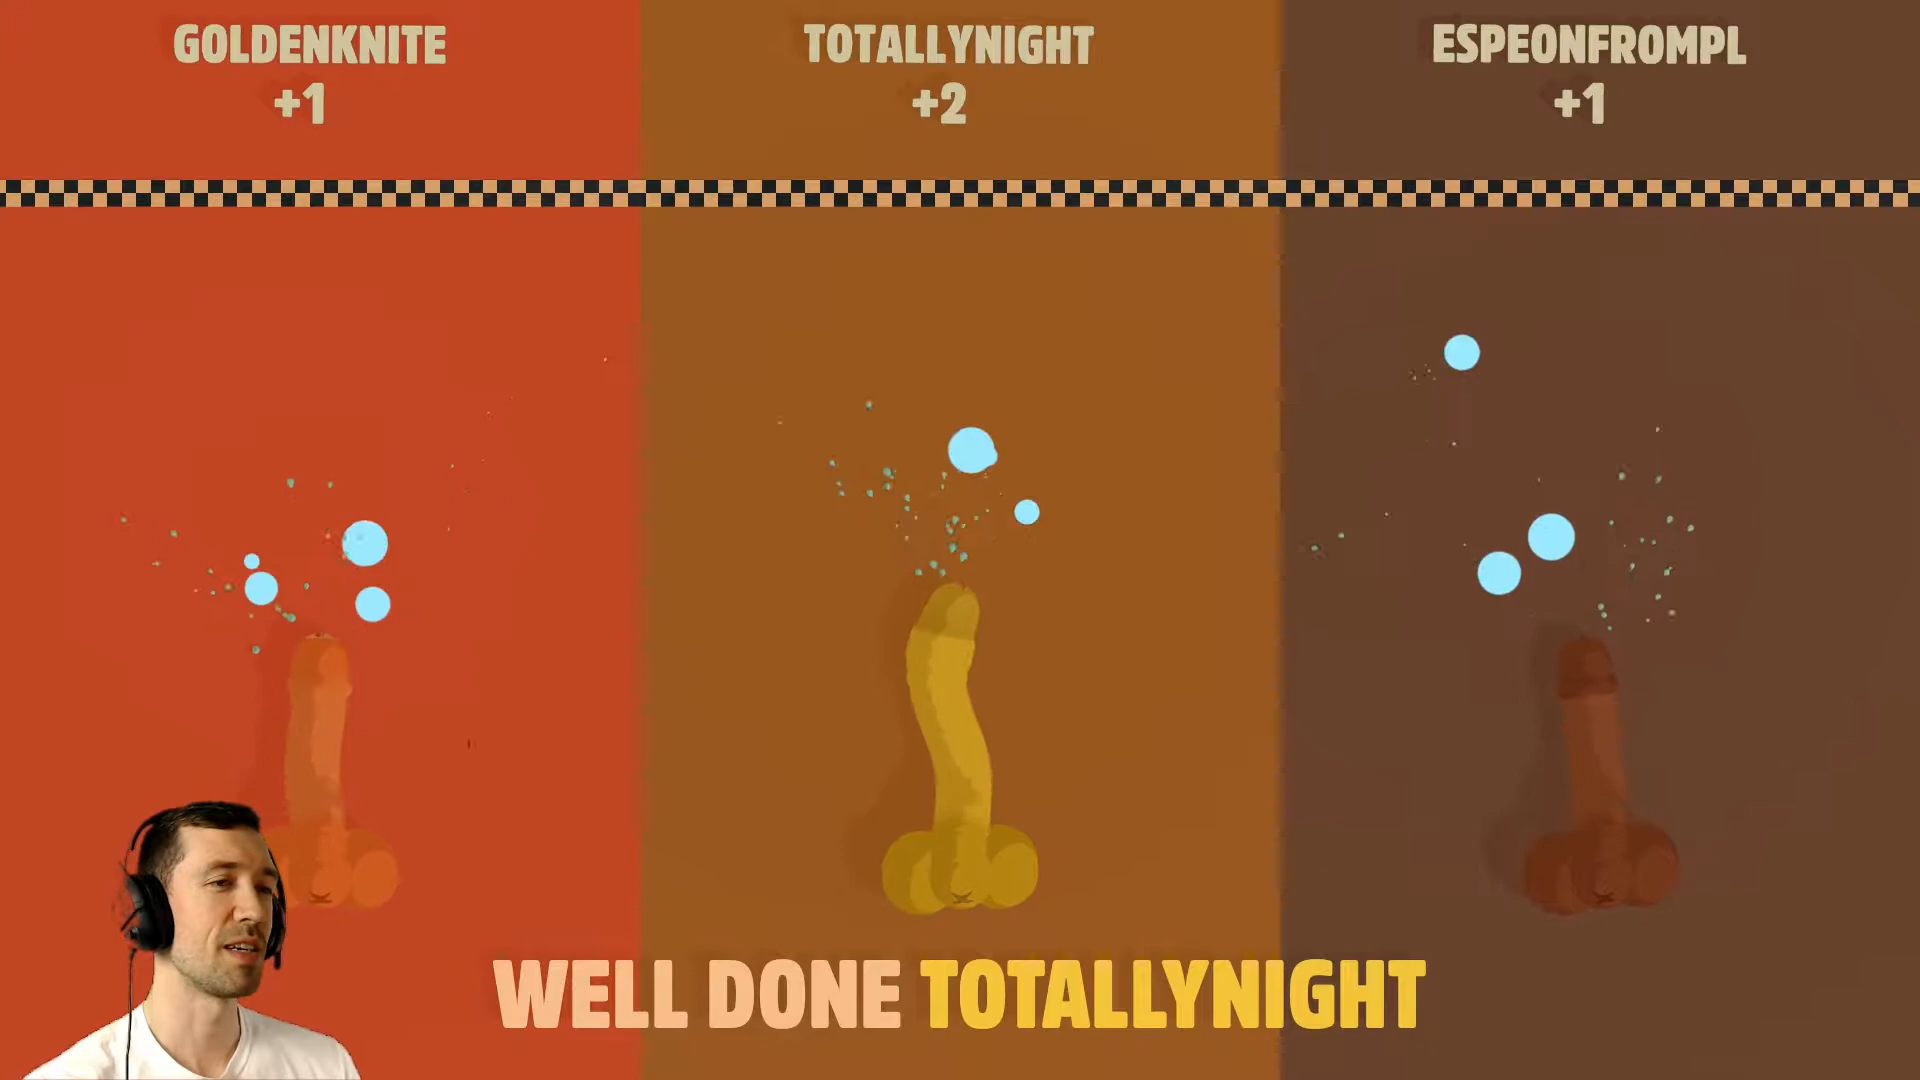 GOLDENKNITE
+1
TOTALLYNIGHT
+2
ESPEONFROMPL
+1
WELL DONE TOTALLYNIGHT